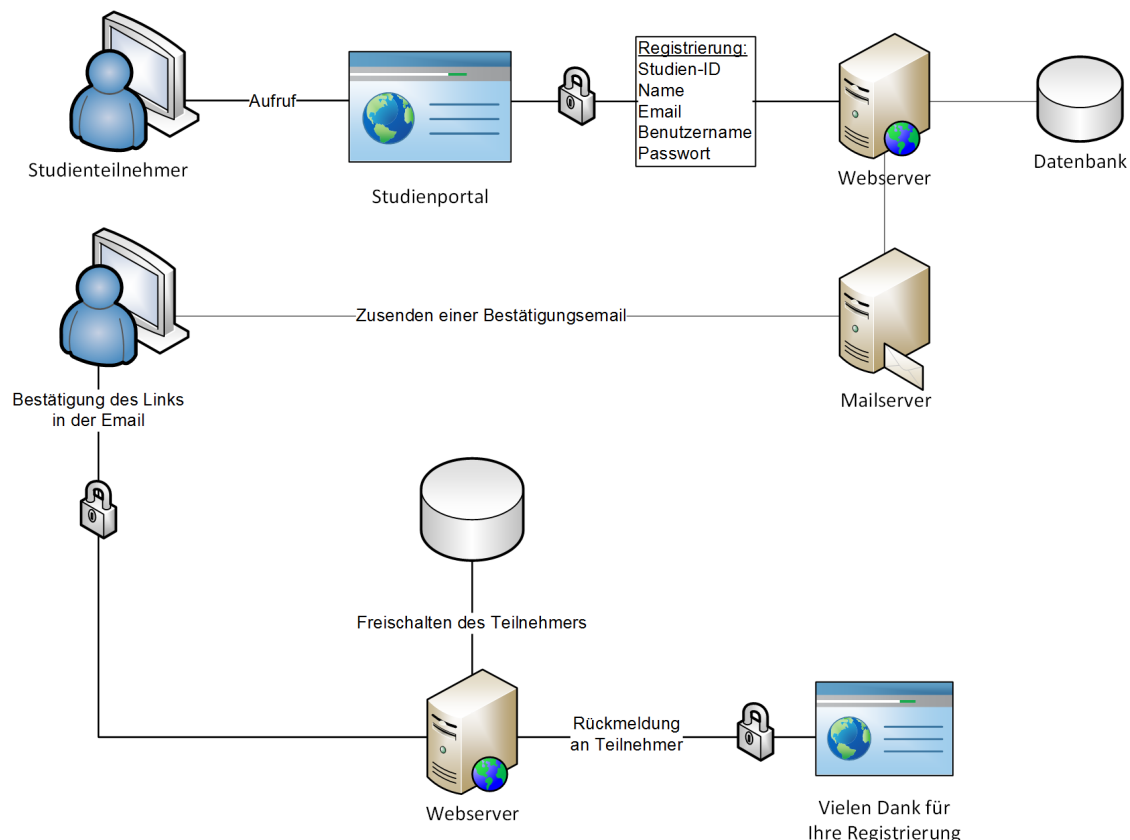 Studienteilnehmer
Aufruf
Studienportal
Registrierung:
Studien-ID
Name
Email
Benutzername
Passwort
Webserver
Datenbank
Zusenden einer Bestätigungsemail
Mailserver
Bestätigung des Links
in der Email
Freischalten des Teilnehmers
Webserver
Rückmeldung
an Teilnehmer
Vielen Dank für
Ihre Registrierung